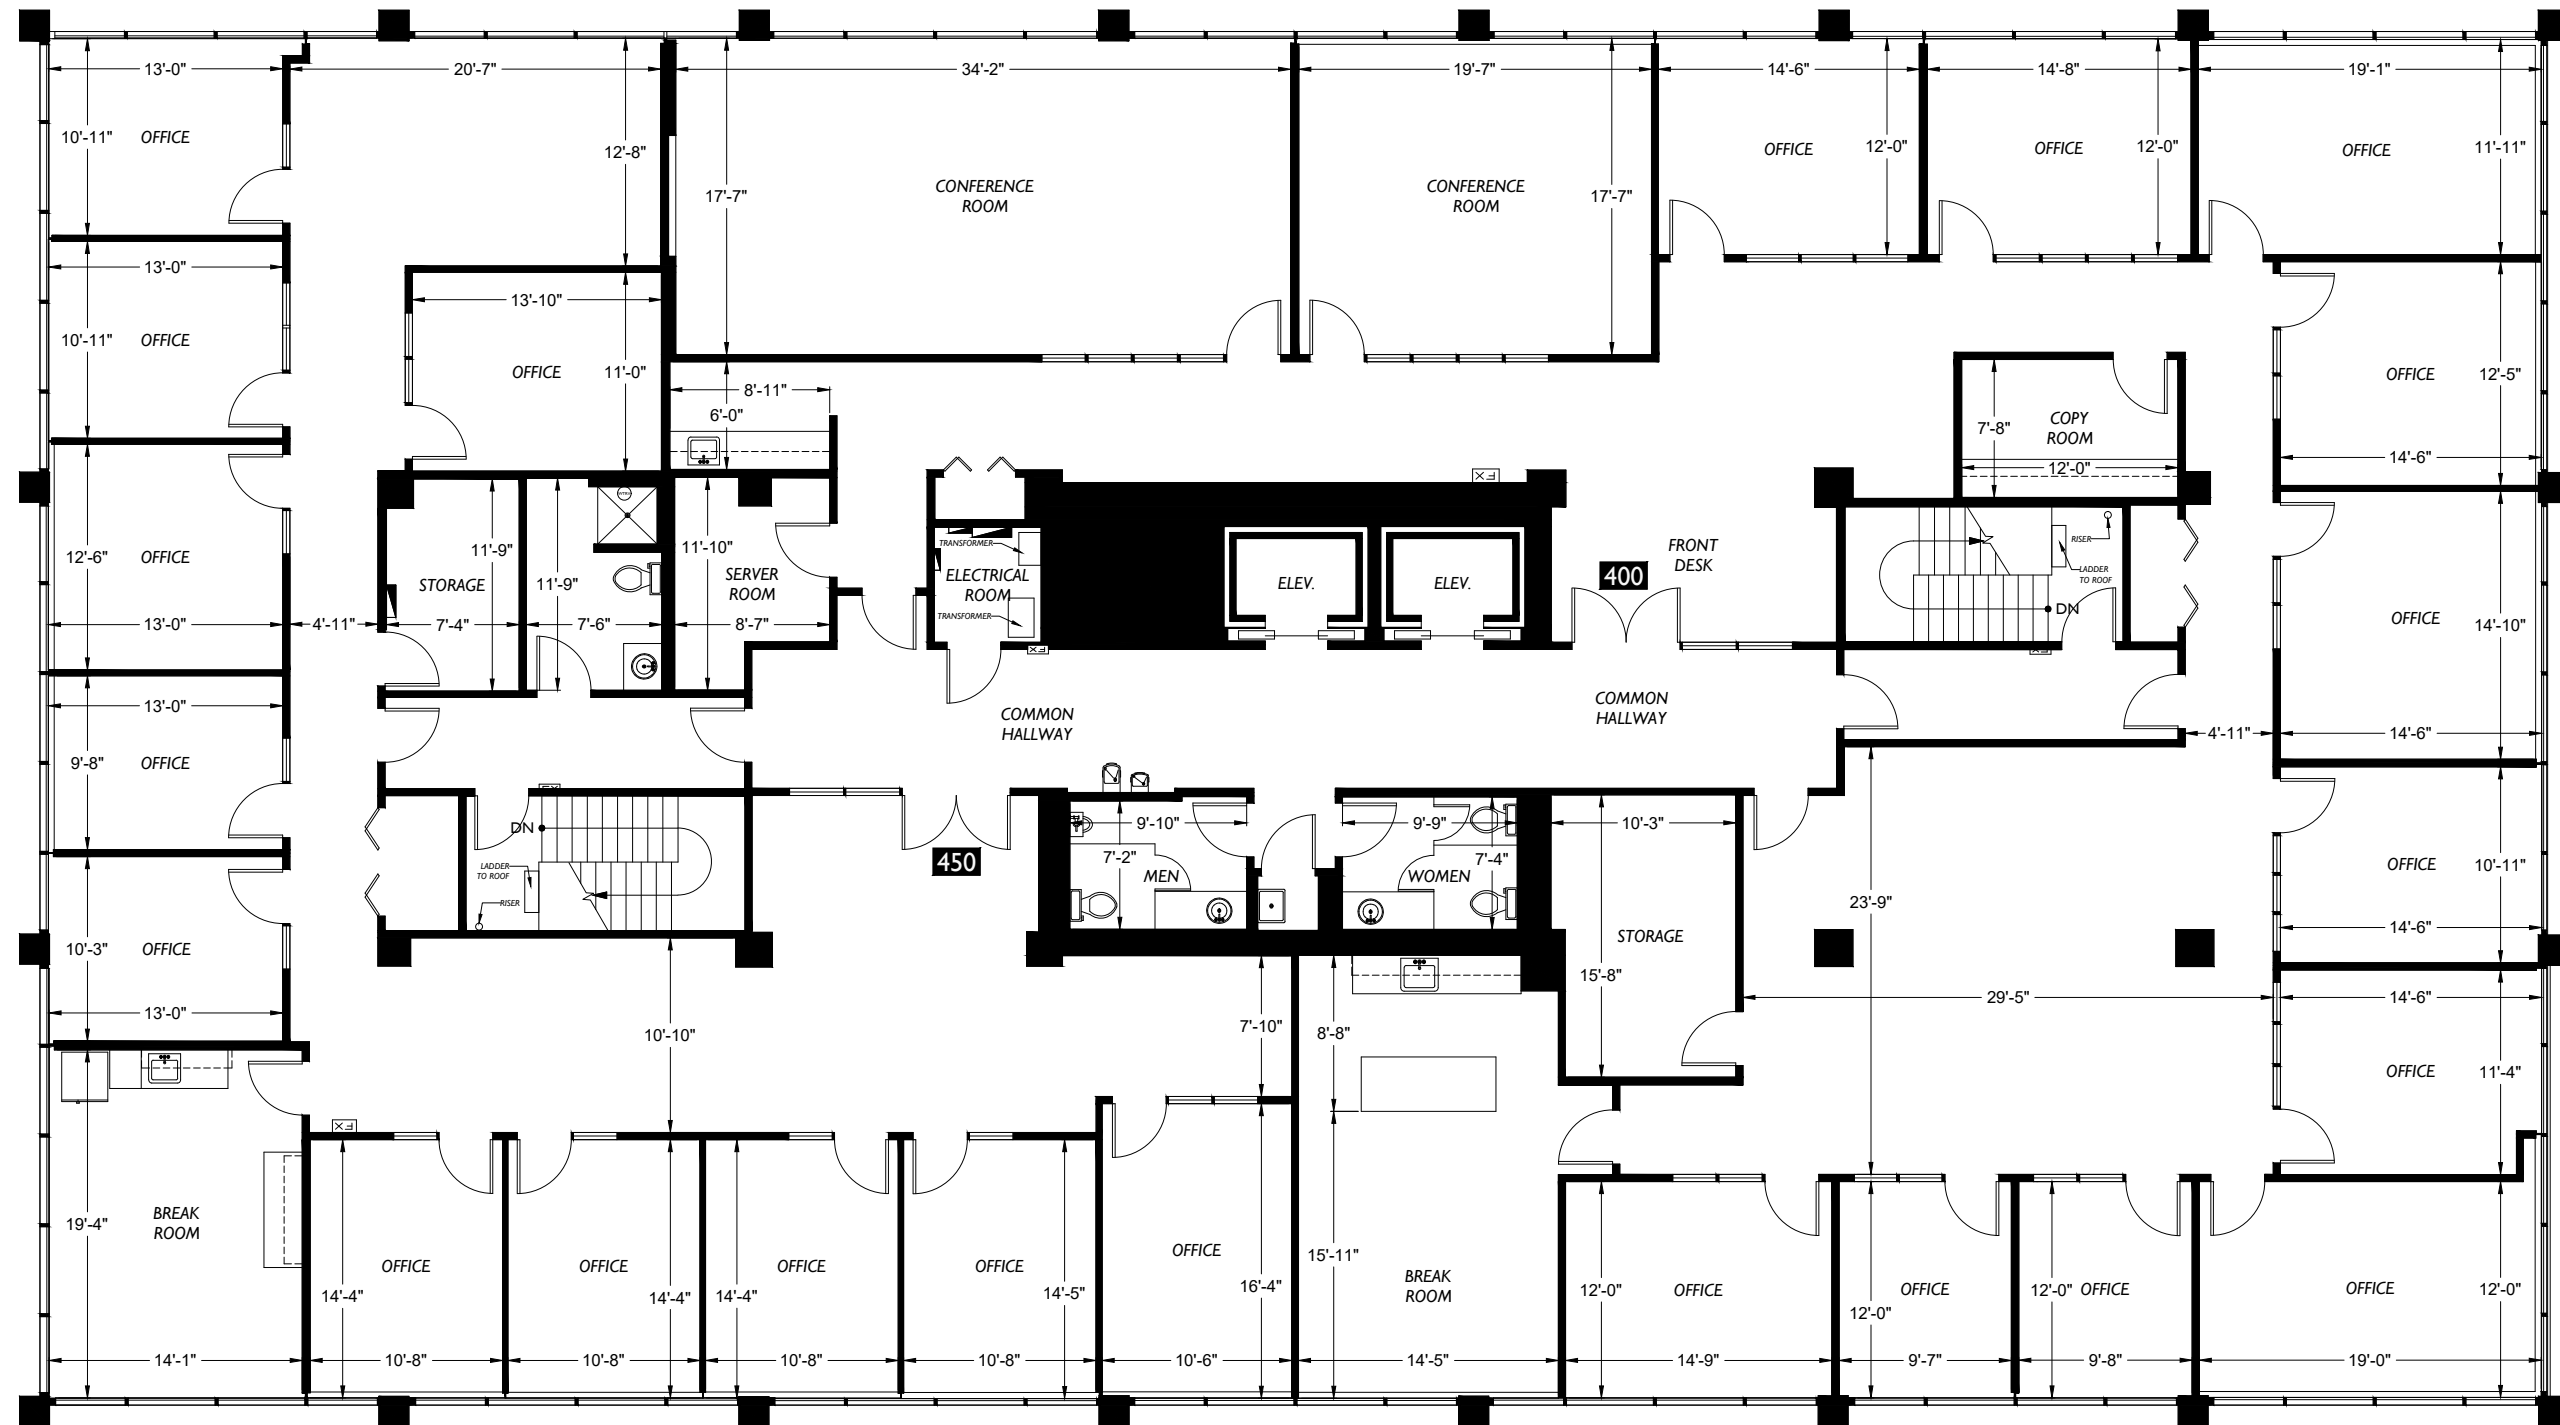 13'-0"
20'-7"
34'-2"
19'-7"
14'-6"
14'-8"
19'-1"
10'-11"
OFFICE
12'-8"
17'-7"
CONFERENCE
ROOM
CONFERENCE
ROOM
17'-7"
OFFICE
12'-0"
OFFICE
12'-0"
OFFICE
11'-11"
13'-0"
10'-11"
OFFICE
13'-10"
OFFICE
11'-0"
8'-11"
6'-0"
COPY
ROOM
7'-8"
12'-0"
OFFICE
12'-5"
14'-6"
12'-6"
OFFICE
13'-0"
4'-11"
11'-9"
STORAGE
7'-4"
11'-9"
7'-6"
11'-10"
SERVER
ROOM
8'-7"
TRANSFORMER
ELECTRICAL
ROOM
TRANSFORMER
FX
FX
ELEV.
ELEV.
400
FRONT
DESK
RISER
LADDER
TO ROOF
DN
FX
OFFICE
14'-10"
14'-6"
4'-11"
13'-0"
9'-8"
OFFICE
COMMON
HALLWAY
COMMON
HALLWAY
FX
DN
LADDER
TO ROOF
RISER
450
9'-10"
7'-2"
MEN
9'-9"
7'-4"
WOMEN
10'-3"
STORAGE
15'-8"
23'-9"
29'-5"
OFFICE
10'-11"
14'-6"
10'-3"
OFFICE
13'-0"
10'-10"
7'-10"
8'-8"
14'-6"
OFFICE
11'-4"
FX
19'-4"
BREAK
ROOM
14'-1"
OFFICE
14'-4"
10'-8"
OFFICE
14'-4"
10'-8"
OFFICE
14'-4"
10'-8"
OFFICE
14'-5"
10'-8"
OFFICE
16'-4"
10'-6"
15'-11"
BREAK
ROOM
14'-5"
12'-0"
OFFICE
14'-9"
OFFICE
12'-0"
9'-7"
12'-0"
OFFICE
9'-8"
OFFICE
12'-0"
19'-0"